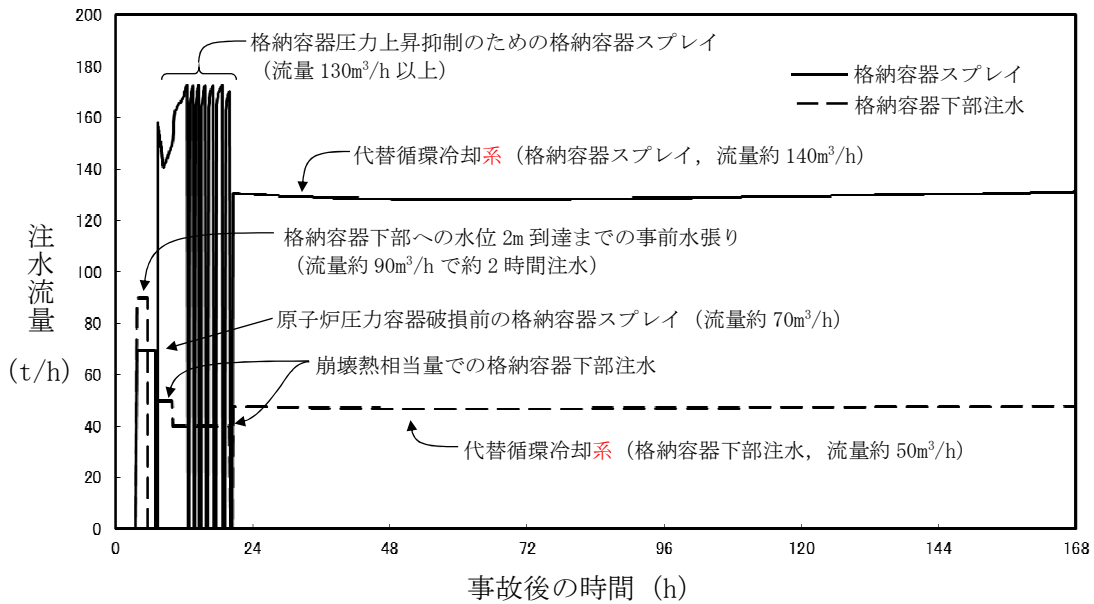 200
180
160
140
120
100
80
60
40
20
0
注水流量
(t/h)
格納容器圧力上昇抑制のための格納容器スプレイ
（流量 130m³/h 以上）
格納容器スプレイ
格納容器下部注水
代替循環冷却系（格納容器スプレイ，流量約 140m³/h）
格納容器下部への水位 2m 到達までの事前水張り
（流量約 90m³/h で約 2 時間注水）
原子炉圧力容器破損前の格納容器スプレイ（流量約 70m³/h）
崩壊熱相当量での格納容器下部注水
代替循環冷却系（格納容器下部注水，流量約 50m³/h）
0 24 48 72 96 120 144 168
事故後の時間 (h)